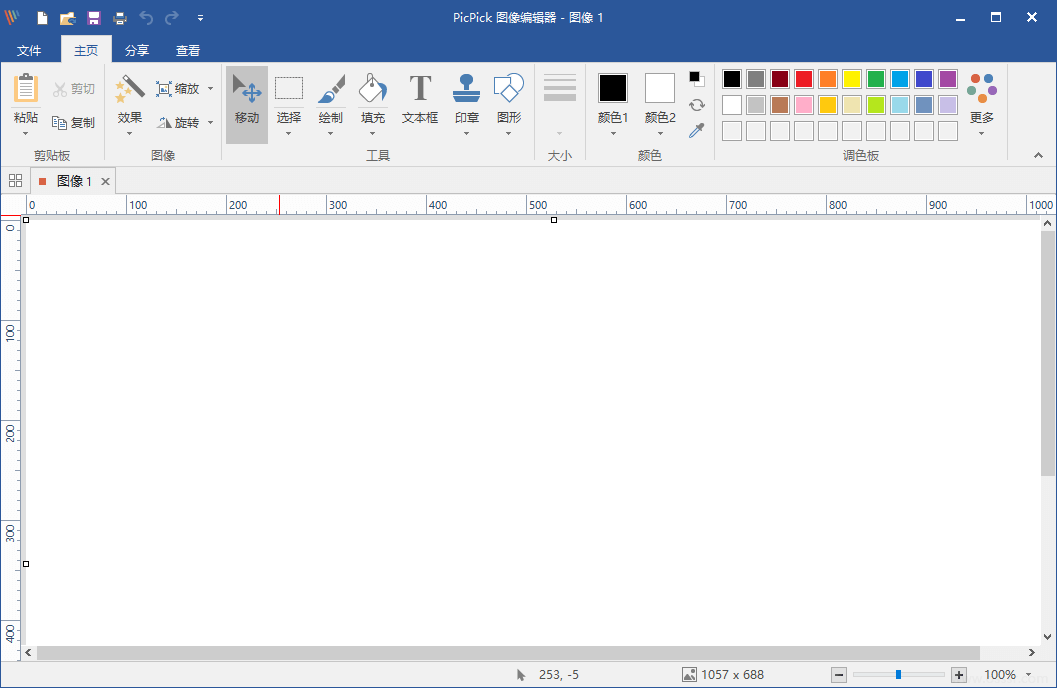 PicPick 图像编辑器 - 图像 1
文件 主页 分享 查看
粘贴 剪切 复制 效果 缩放 旋转 移动 选择 绘制 填充 文本框 印章 图形 颜色1 颜色2 更多
剪贴板 图像 工具 大小 颜色 调色板
图像 1
0 100 200 300 400 500 600 700 800 900 1000
0
100
200
300
400
253, -5 1057 x 688 100%